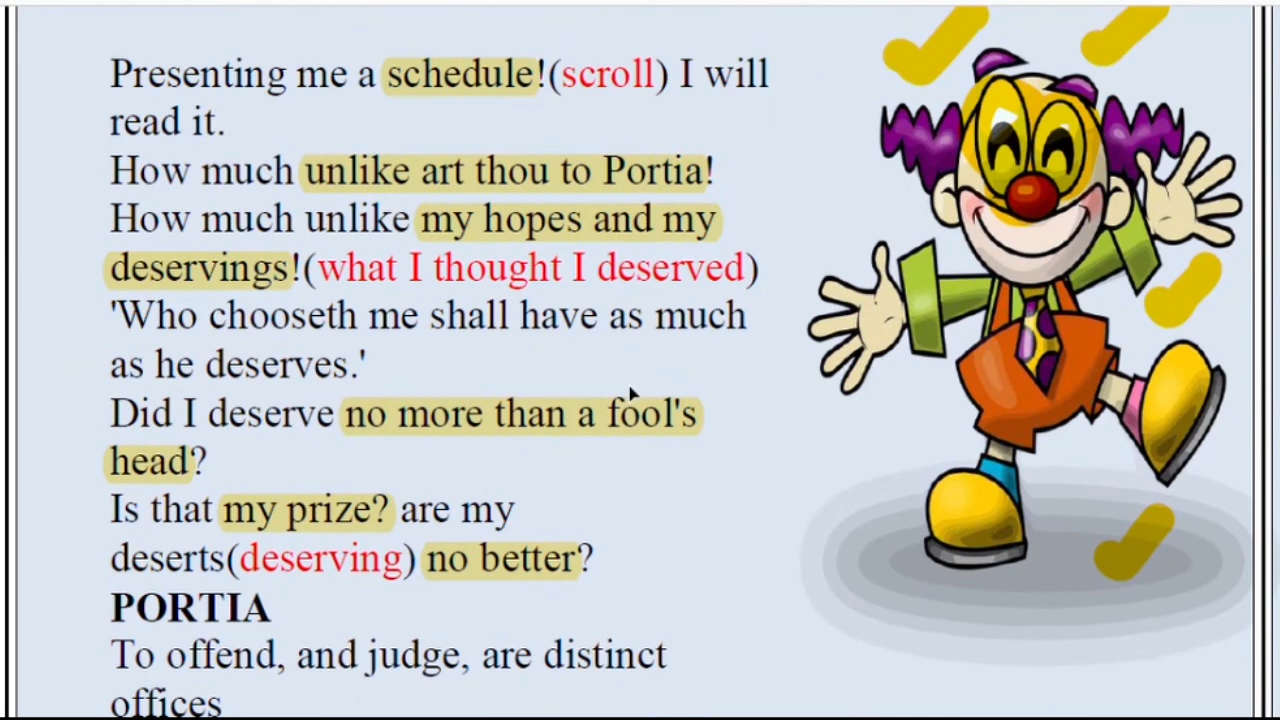 Presenting me a schedule!(scroll) I will
read it.
How much unlike art thou to Portia!
How much unlike my hopes and my
deservings!(what I thought I deserved)
'Who chooseth me shall have as much
as he deserves.'
Did I deserve no more than a fool's
head?
Is that my prize? are my
deserts(deserving) no better?
PORTIA
To offend, and judge, are distinct
offices